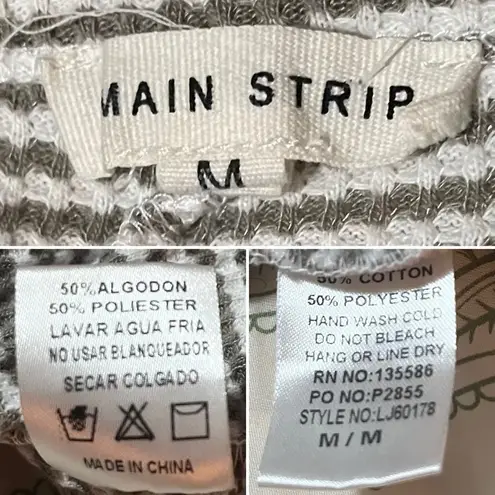 MAIN STRIP
M
50% ALGODON
50% POLIESTER
LAVAR AGUA FRIA
NO USAR BLANQUEADOR
SECAR COLGADO
MADE IN CHINA
50% COTTON
50% POLYESTER
HAND WASH COLD
DO NOT BLEACH
HANG OR LINE DRY
RN NO:135586
PO NO:P2855
STYLE NO:LJ60178
M / M